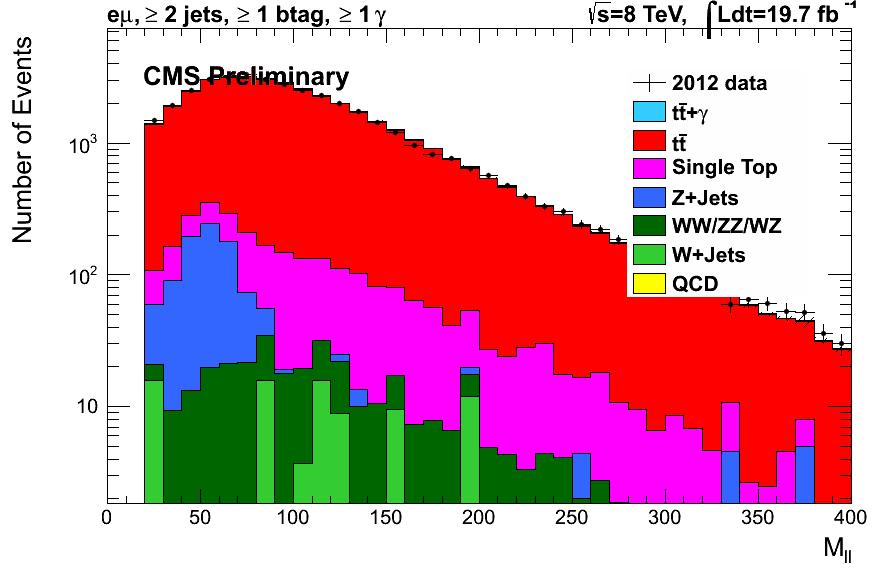 eμ, ≥ 2 jets, ≥ 1 btag, ≥ 1 γ
√s=8 TeV, ∫Ldt=19.7 fb⁻¹
CMS Preliminary
2012 data
tt̄+γ
tt̄
Single Top
Z+Jets
WW/ZZ/WZ
W+Jets
QCD
Number of Events
10³
10²
10
0 50 100 150 200 250 300 350 400
M_ll